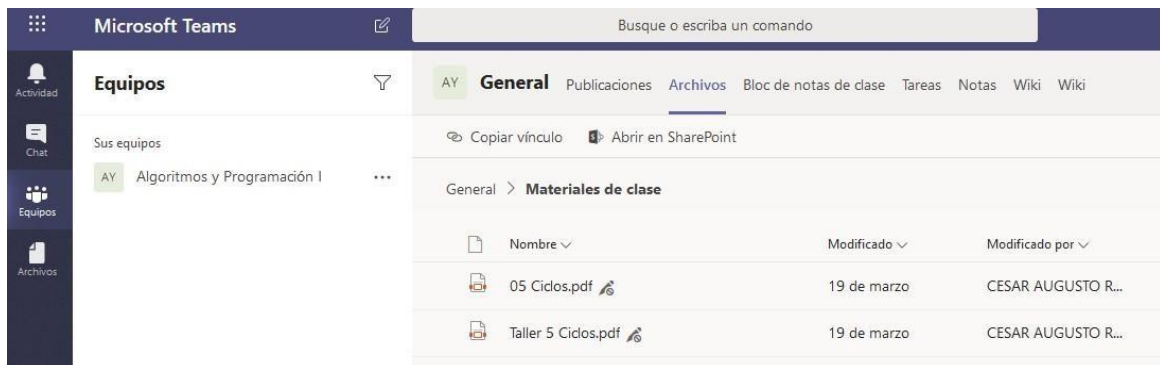 Microsoft Teams
Busque o escriba un comando
Actividad
Chat
Equipos
Archivos
Equipos
Sus equipos
AY Algoritmos y Programación I ...
AY General Publicaciones Archivos Bloc de notas de clase Tareas Notas Wiki Wiki
Copiar vínculo Abrir en SharePoint
General > Materiales de clase
Nombre Modificado Modificado por
05 Ciclos.pdf 19 de marzo CESAR AUGUSTO R...
Taller 5 Ciclos.pdf 19 de marzo CESAR AUGUSTO R...